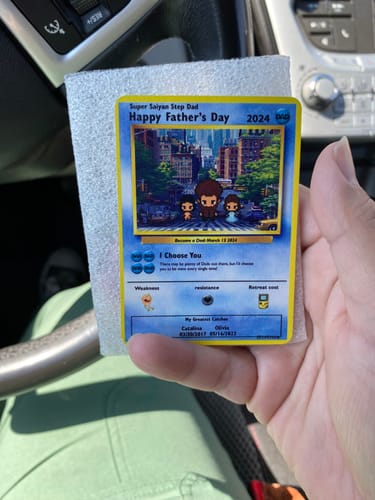 Super Saiyan Step Dad
Happy Father's Day 2024 DAD
Became a Dad-March 15 2024
I Choose You
There may be plenty of Dads out there, but I'd choose
you to be mine every single time!
Weakness resistance Retreat cost
My Greatest Catches
Catalina Olivia
03/30/2017 05/16/2022